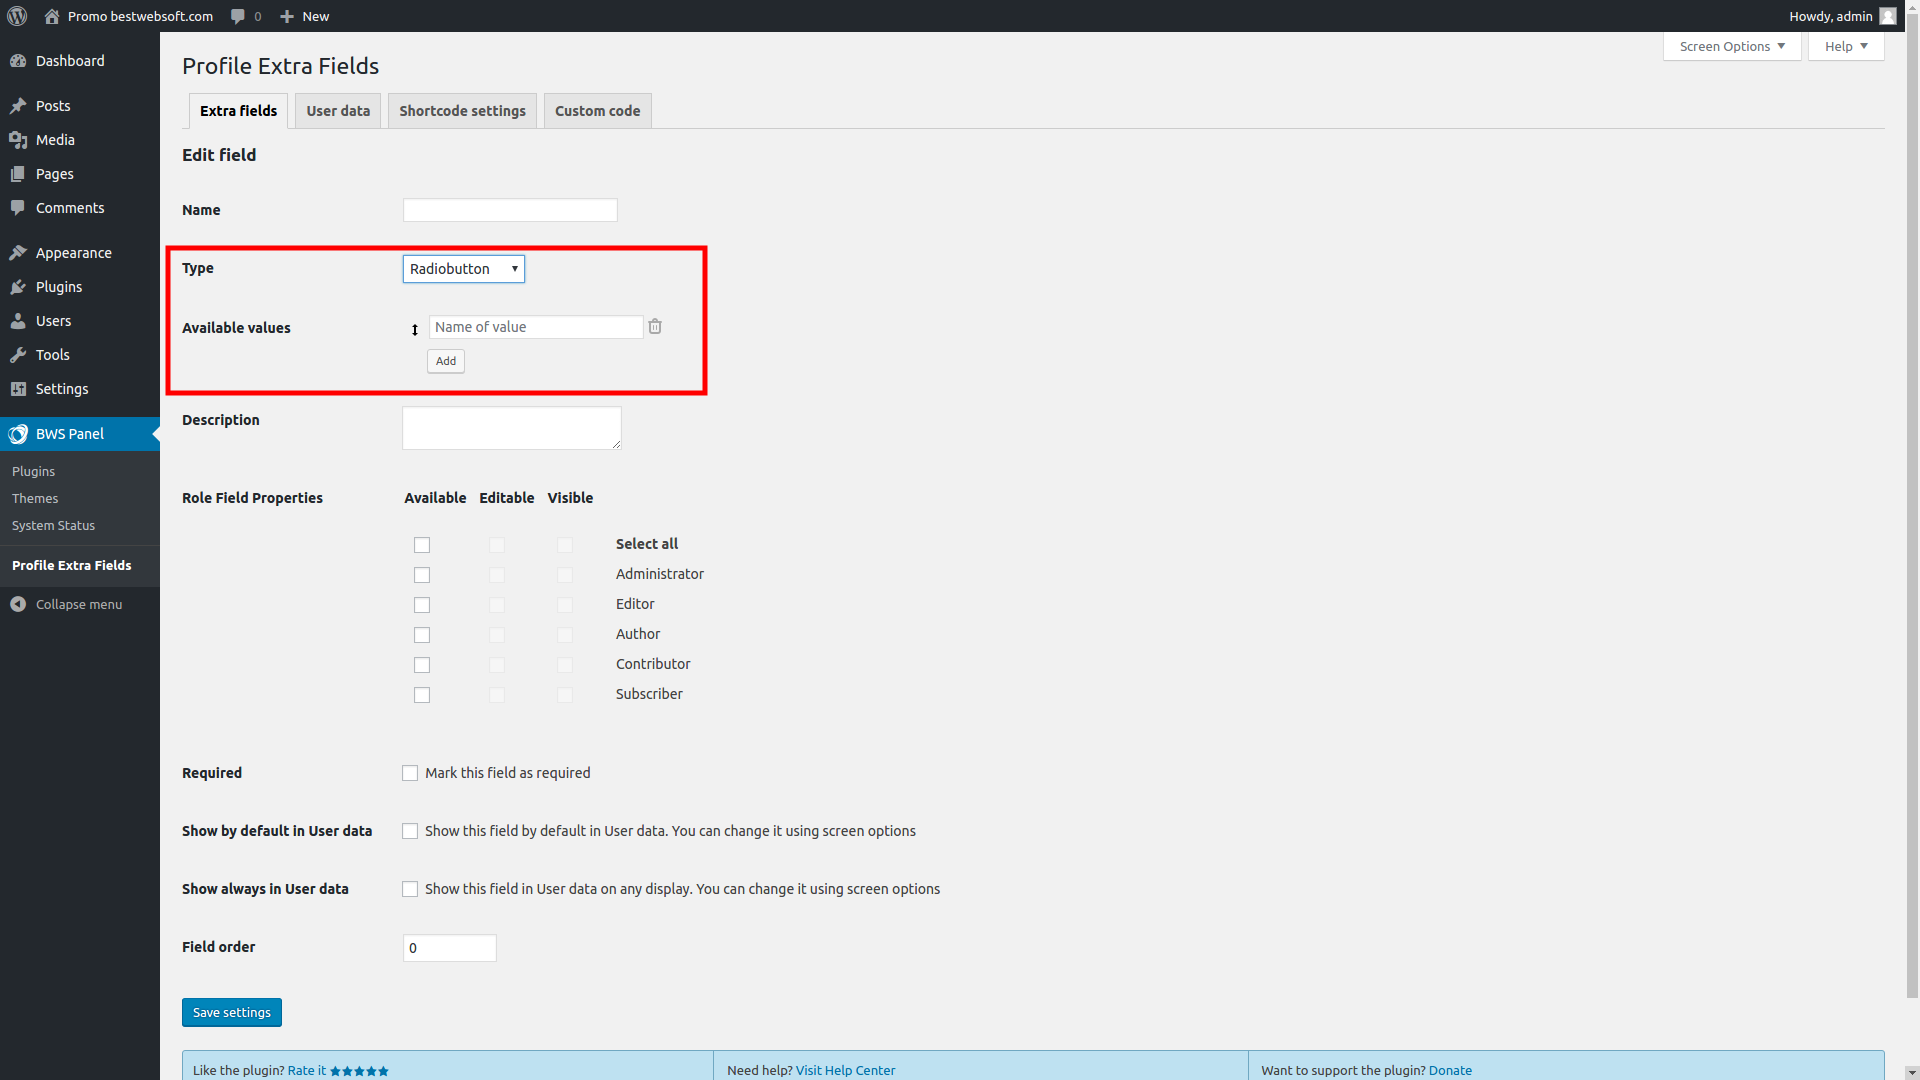 Promo bestwebsoft.com 0 New Howdy, admin
Screen Options Help
Dashboard
Posts
Media
Pages
Comments
Appearance
Plugins
Users
Tools
Settings
BWS Panel
Plugins
Themes
System Status
Profile Extra Fields
Collapse menu
Profile Extra Fields
Extra fields User data Shortcode settings Custom code
Edit field
Name
Type Radiobutton
Available values Name of value
Add
Description
Role Field Properties Available Editable Visible
Select all
Administrator
Editor
Author
Contributor
Subscriber
Required Mark this field as required
Show by default in User data Show this field by default in User data. You can change it using screen options
Show always in User data Show this field in User data on any display. You can change it using screen options
Field order 0
Save settings
Like the plugin? Rate it Need help? Visit Help Center Want to support the plugin? Donate